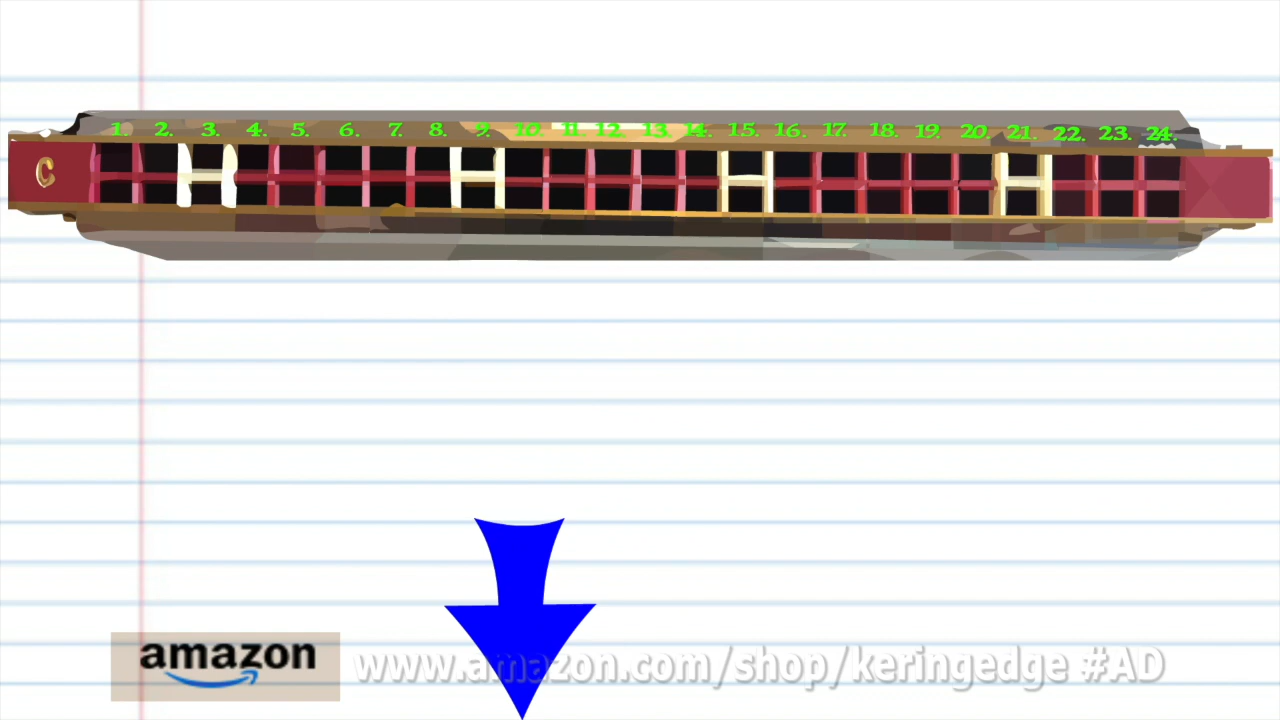 1. 2. 3. 4. 5. 6. 7. 8. 9. 10. 11. 12. 13. 14. 15. 16. 17. 18. 19. 20. 21. 22. 23. 24.
C
amazon www.amazon.com/shop/keringedge #AD